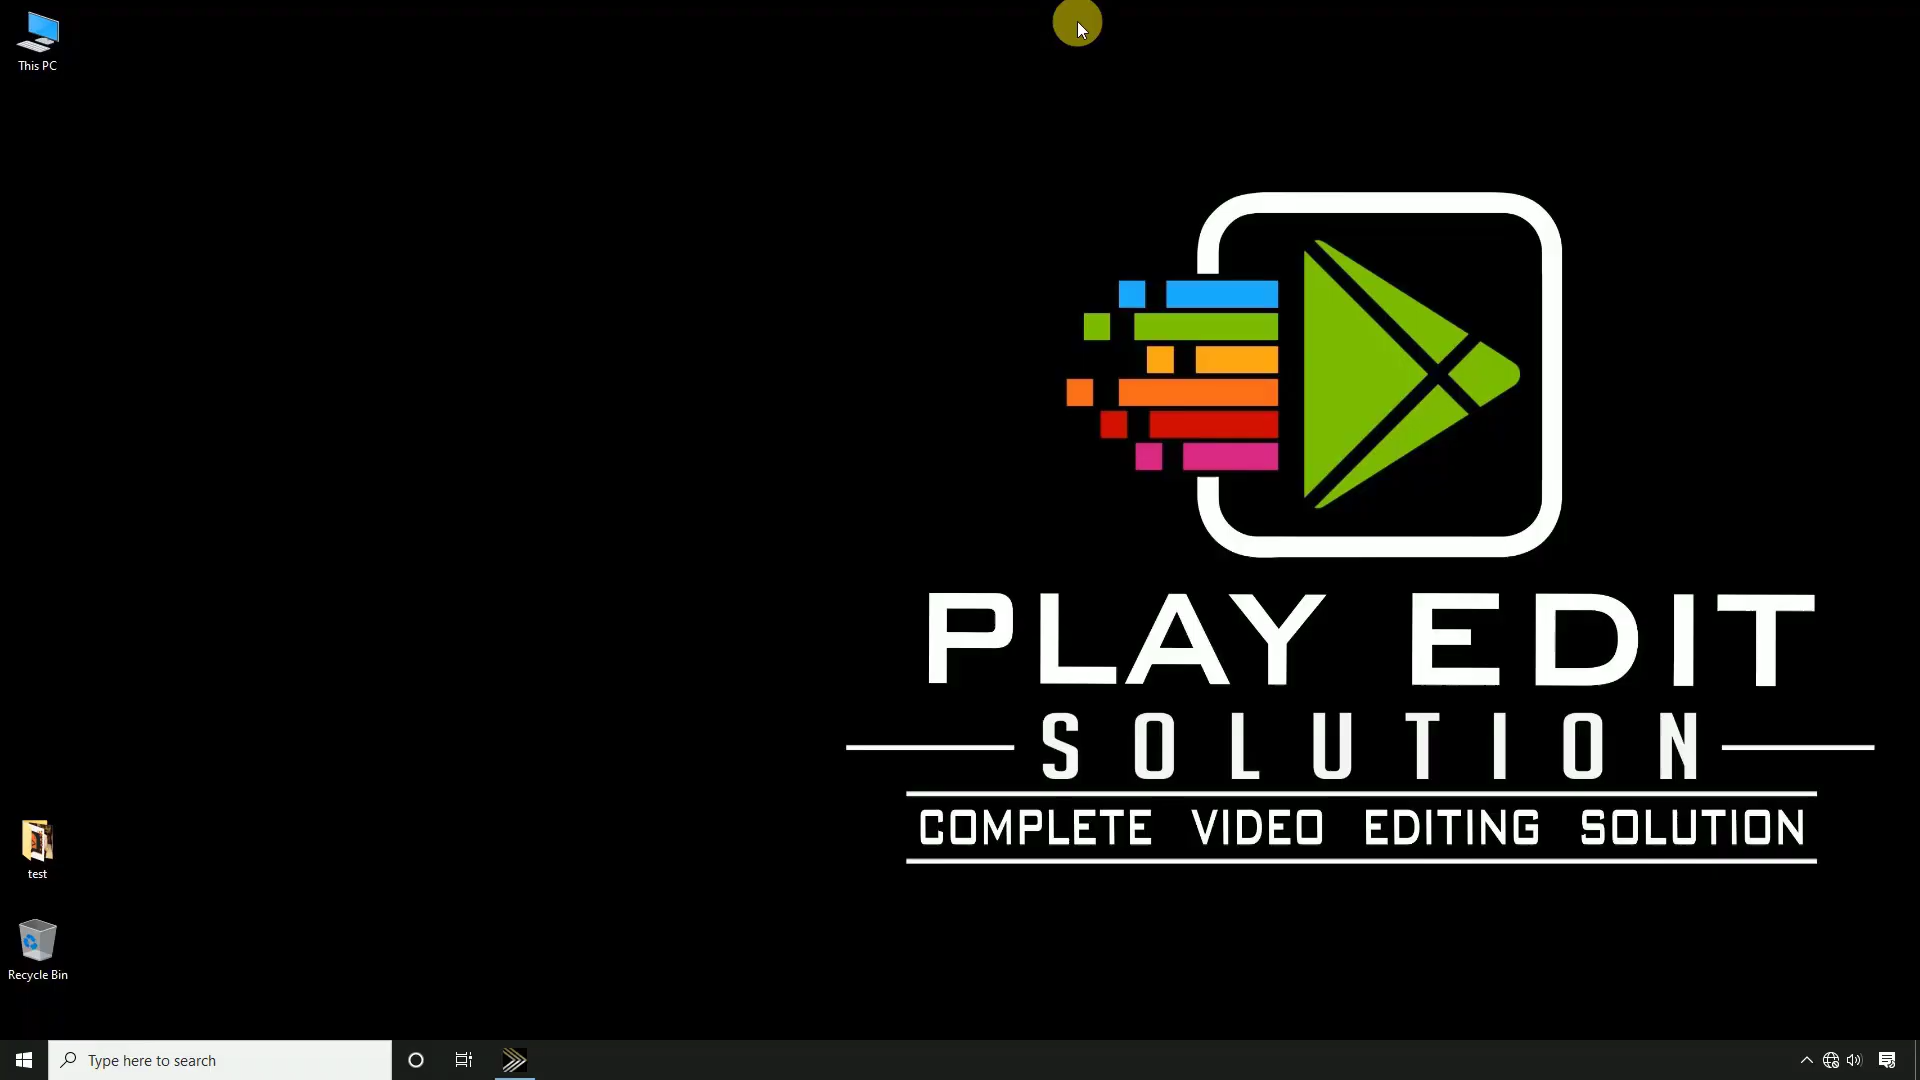 This PC
PLAY EDIT
SOLUTION
COMPLETE VIDEO EDITING SOLUTION
test
Recycle Bin
Type here to search